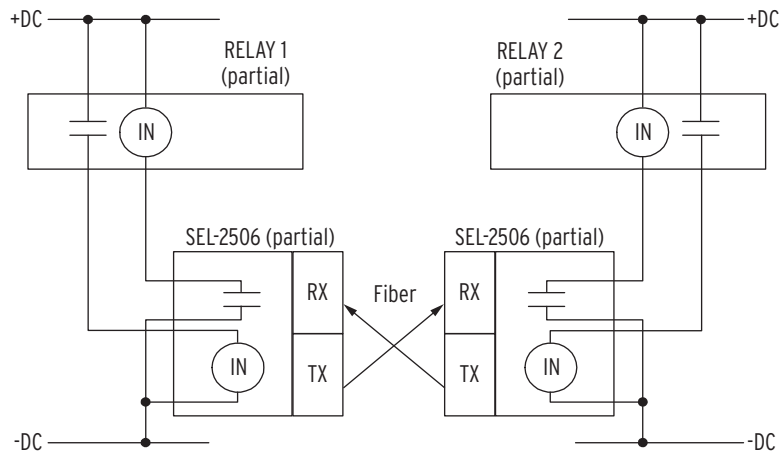 +DC
+DC
RELAY 1
(partial)
RELAY 2
(partial)
IN
IN
SEL-2506 (partial)
SEL-2506 (partial)
RX
Fiber
RX
IN
TX
TX
IN
-DC
-DC